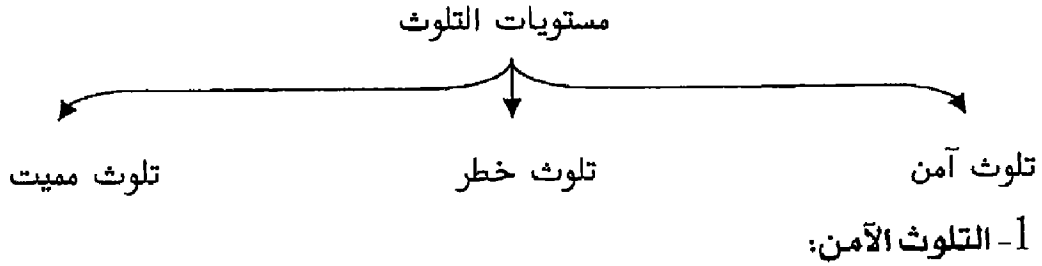 مستويات التلوث
تلوث آمن تلوث خطر تلوث مميت
1- التلوث الآمن: